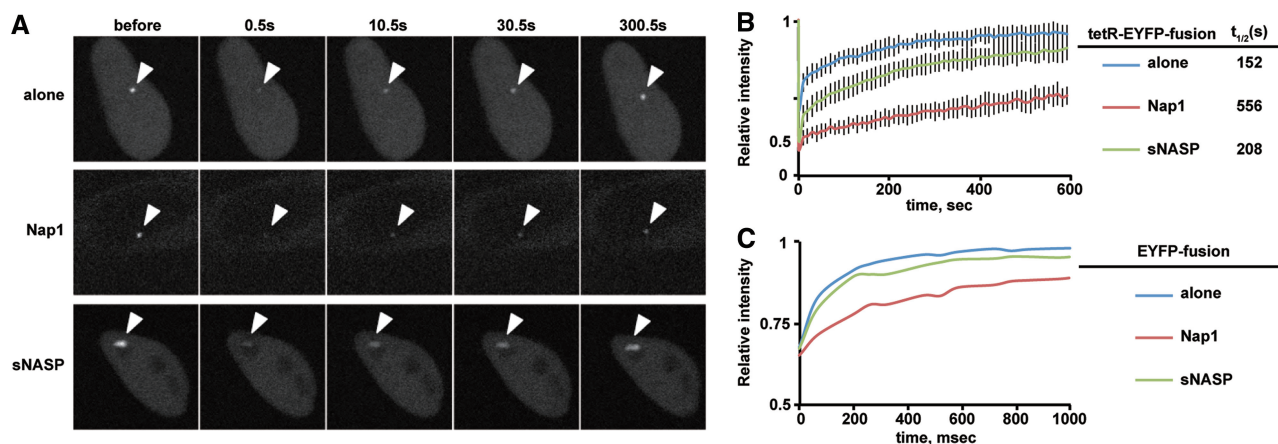 A
before 0.5s 10.5s 30.5s 300.5s
alone
Nap1
sNASP
B
Relative intensity
1
0.5
0
0 200 400 600
time, sec
tetR-EYFP-fusion t1/2(s)
alone 152
Nap1 556
sNASP 208
C
Relative intensity
1
0.75
0.5
0 200 400 600 800 1000
time, msec
EYFP-fusion
alone
Nap1
sNASP